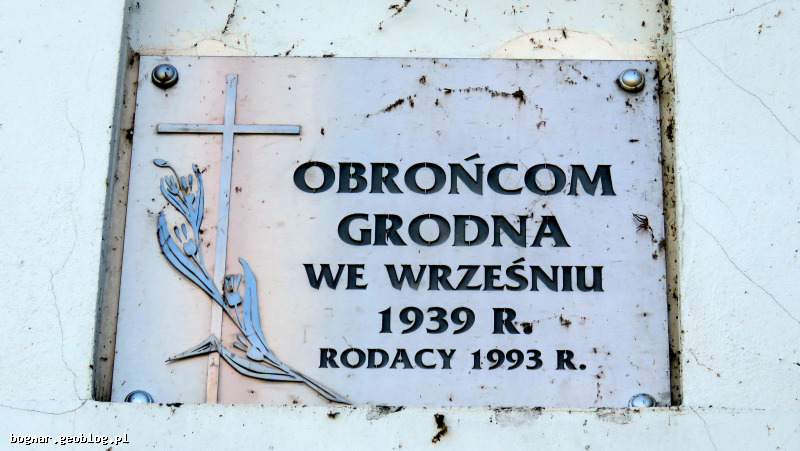 OBROŃCOM
GRODNA
WE WRZEŚNIU
1939 R.
RODACY 1993 R.
bognar.geoblog.pl